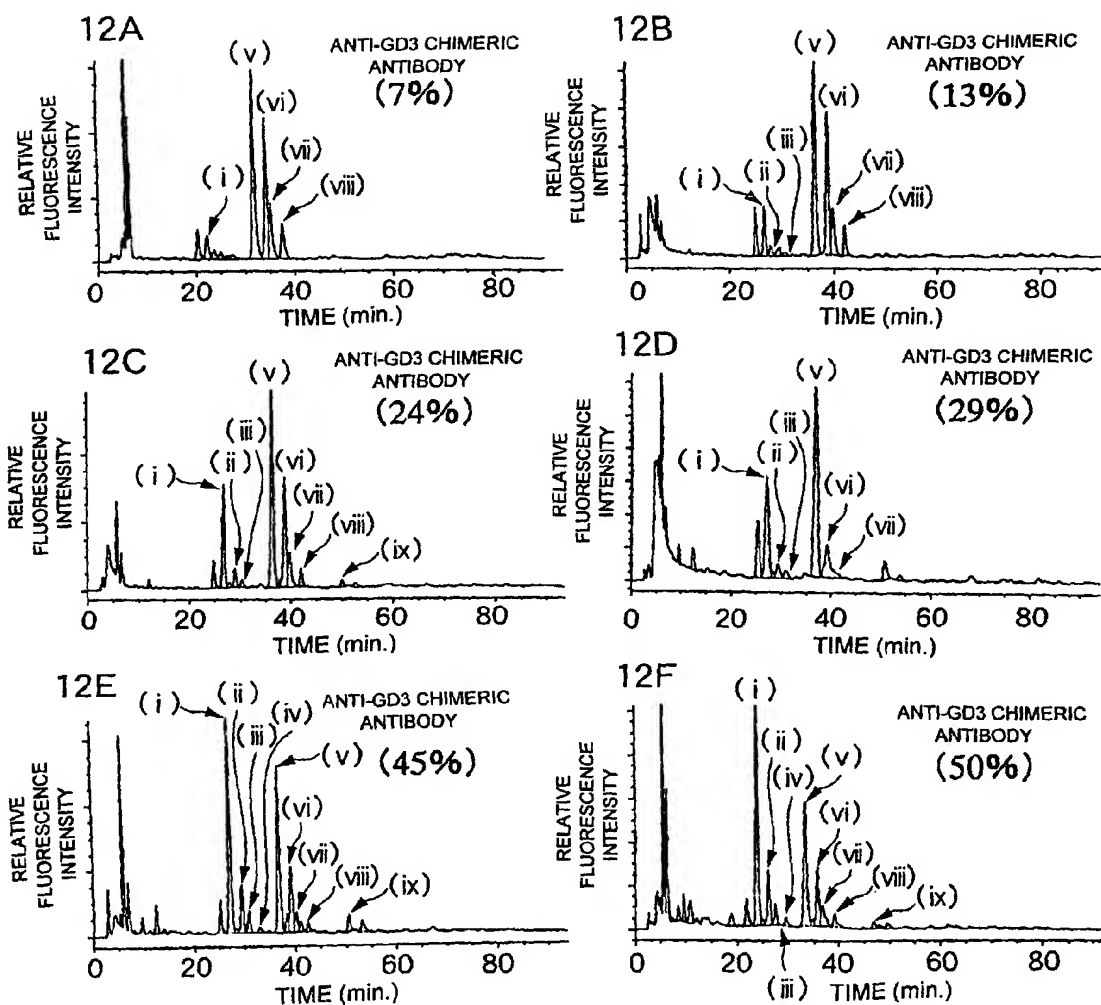 12A
(v)
ANTI-GD3 CHIMERIC
ANTIBODY
(7%)
(vi)
(vii)
(i)
(viii)
RELATIVE
FLUORESCENCE
INTENSITY
0 20 40 60 80
TIME (min.)
12B
(v)
ANTI-GD3 CHIMERIC
ANTIBODY
(13%)
(vi)
(iii)
(ii)
(vii)
(i)
(viii)
RELATIVE
FLUORESCENCE
INTENSITY
0 20 40 60 80
TIME (min.)
12C
(v)
ANTI-GD3 CHIMERIC
ANTIBODY
(24%)
(iii)
(ii)
(vi)
(i)
(vii)
(viii)
(ix)
RELATIVE
FLUORESCENCE
INTENSITY
0 20 40 60 80
TIME (min.)
12D
(v)
ANTI-GD3 CHIMERIC
ANTIBODY
(29%)
(iii)
(ii)
(i)
(vi)
(vii)
RELATIVE
FLUORESCENCE
INTENSITY
0 20 40 60 80
TIME (min.)
12E
(i)
(ii)
(iii)
(iv)
ANTI-GD3 CHIMERIC
ANTIBODY
(45%)
(v)
(vi)
(vii)
(viii)
(ix)
RELATIVE
FLUORESCENCE
INTENSITY
0 20 40 60 80
TIME (min.)
12F
(i)
ANTI-GD3 CHIMERIC
ANTIBODY
(50%)
(ii)
(iv)
(v)
(vi)
(vii)
(viii)
(ix)
RELATIVE
FLUORESCENCE
INTENSITY
0 20 40 60 80
(iii)
TIME (min.)